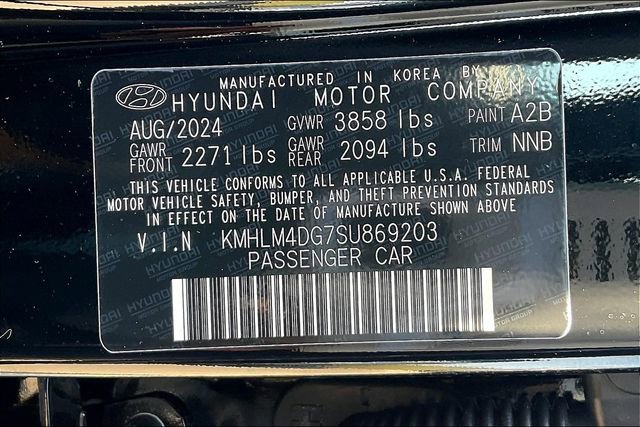 MANUFACTURED IN KOREA BY
HYUNDAI MOTOR COMPANY
AUG/2024 GVWR 3858 lbs PAINT A2B
GAWR FRONT 2271 lbs GAWR REAR 2094 lbs TRIM NNB
THIS VEHICLE CONFORMS TO ALL APPLICABLE U.S.A. FEDERAL
MOTOR VEHICLE SAFETY, BUMPER, AND THEFT PREVENTION STANDARDS
IN EFFECT ON THE DATE OF MANUFACTURE SHOWN ABOVE
V.I.N KMHLM4DG7SU869203
PASSENGER CAR